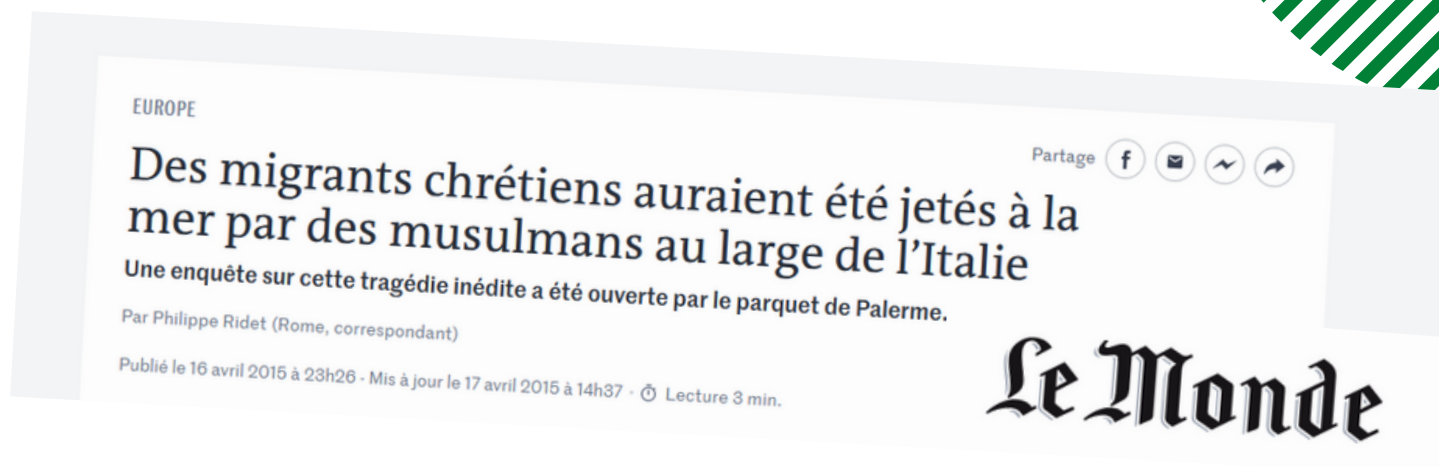 EUROPE
Partage
Des migrants chrétiens auraient été jetés à la
mer par des musulmans au large de l’Italie
Une enquête sur cette tragédie inédite a été ouverte par le parquet de Palerme.
Par Philippe Ridet (Rome, correspondant)
Publié le 16 avril 2015 à 23h26 - Mis à jour le 17 avril 2015 à 14h37 · Lecture 3 min.
Le Monde